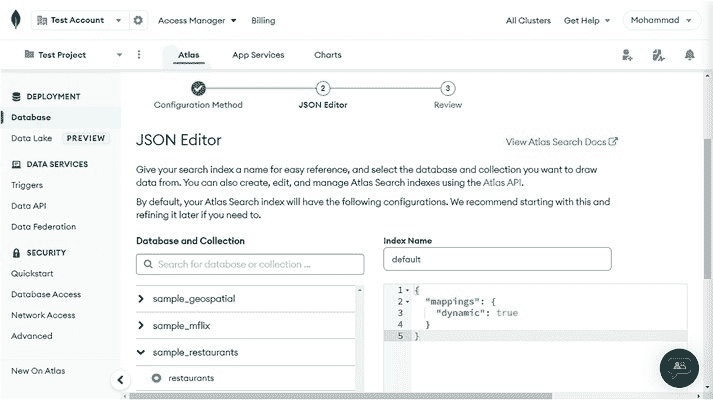 Test Account
Access Manager
Billing
All Clusters
Get Help
Mohammad
Test Project
Atlas
App Services
Charts
DEPLOYMENT
Database
Data Lake PREVIEW
DATA SERVICES
Triggers
Data API
Data Federation
SECURITY
Quickstart
Database Access
Network Access
Advanced
New On Atlas
2
3
Configuration Method
JSON Editor
Review
JSON Editor
View Atlas Search Docs
Give your search index a name for easy reference, and select the database and collection you want to draw
data from. You can also create, edit, and manage Atlas Search indexes using the Atlas API.
By default, your Atlas Search index will have the following configurations. We recommend starting with this and
refining it later if you need to.
Database and Collection
Search for database or collection ...
sample_geospatial
sample_mflix
sample_restaurants
restaurants
Index Name
default
1 {
2 "mappings": {
3 "dynamic": true
4 }
5 }